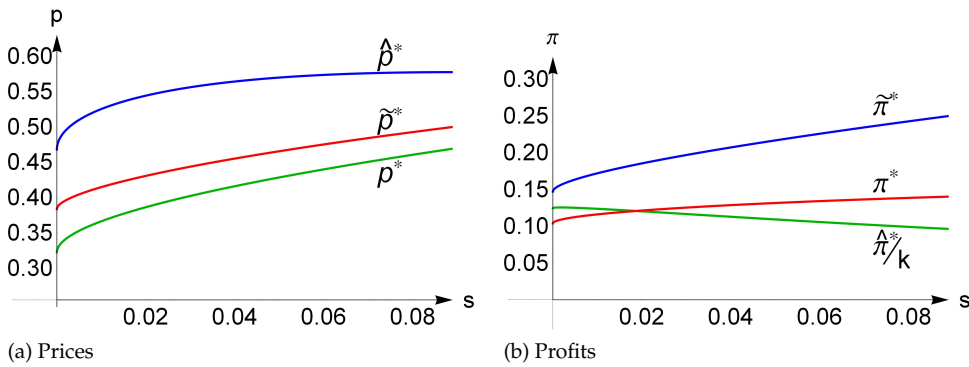 p
0.60
0.55
0.50
0.45
0.40
0.35
0.30
p̂*
p̃*
p*
0.02 0.04 0.06 0.08 s
(a) Prices
π
0.30
0.25
0.20
0.15
0.10
0.05
π̃*
π*
π̂*/k
0.02 0.04 0.06 0.08 s
(b) Profits